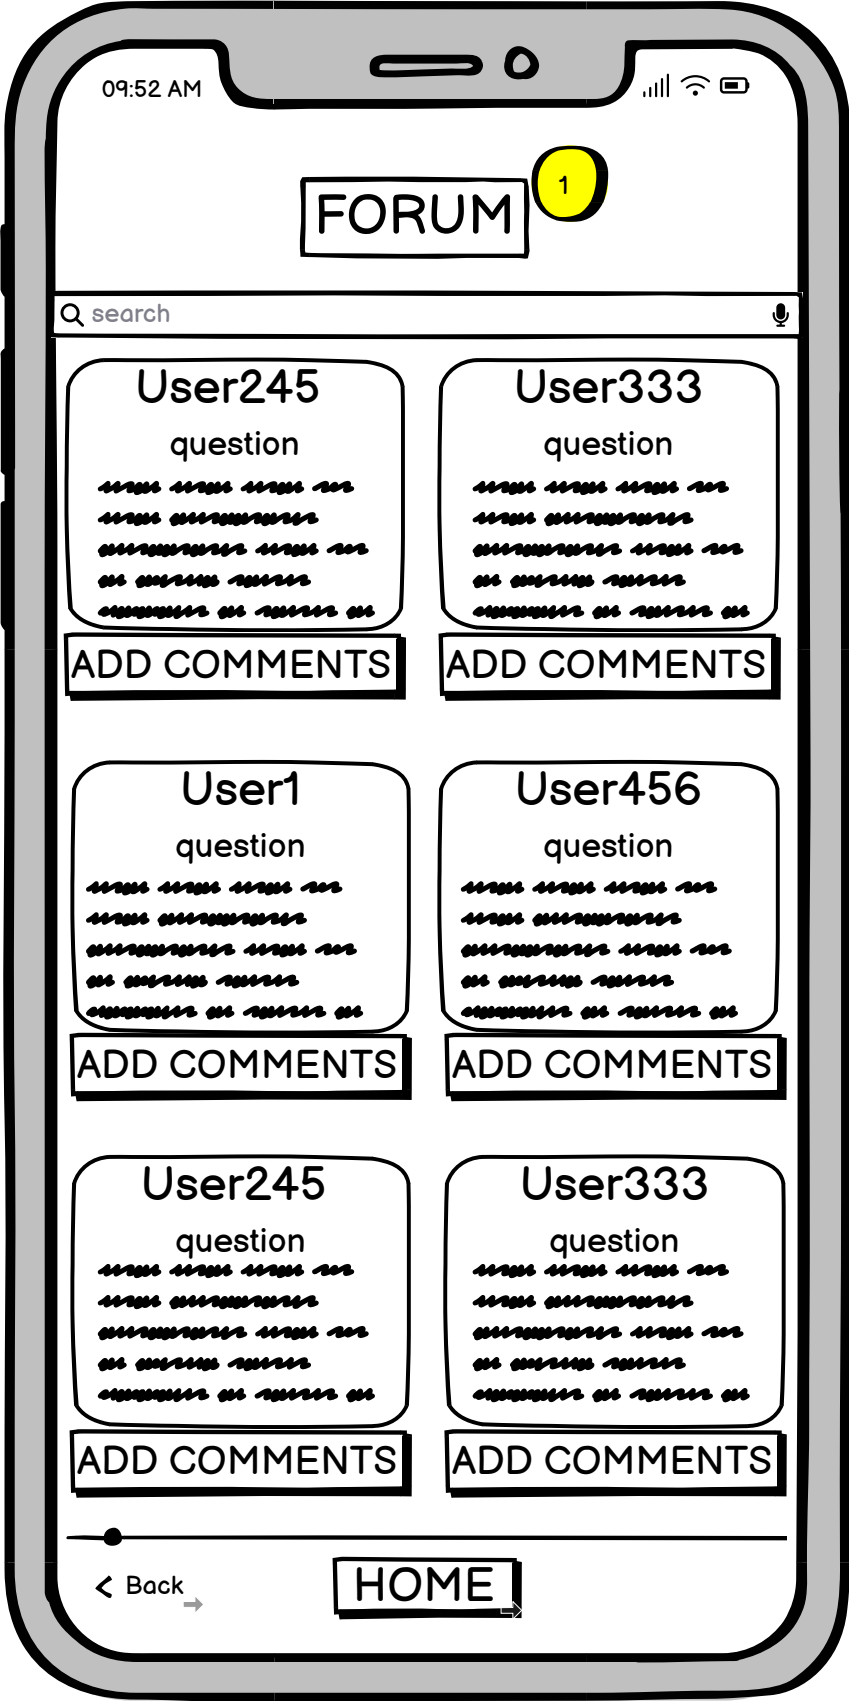 09:52 AM
1
FORUM
search
User245 User333
question question
ADD COMMENTS ADD COMMENTS
User1 User456
question question
ADD COMMENTS ADD COMMENTS
User245 User333
question question
ADD COMMENTS ADD COMMENTS
Back HOME